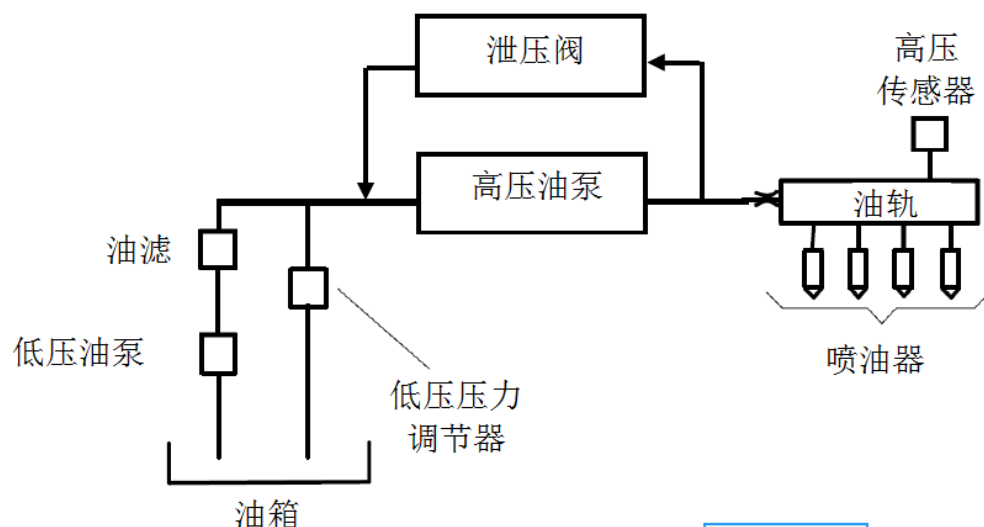 泄压阀
高压
传感器
高压油泵
油轨
油滤
低压油泵
喷油器
低压压力
调节器
油箱